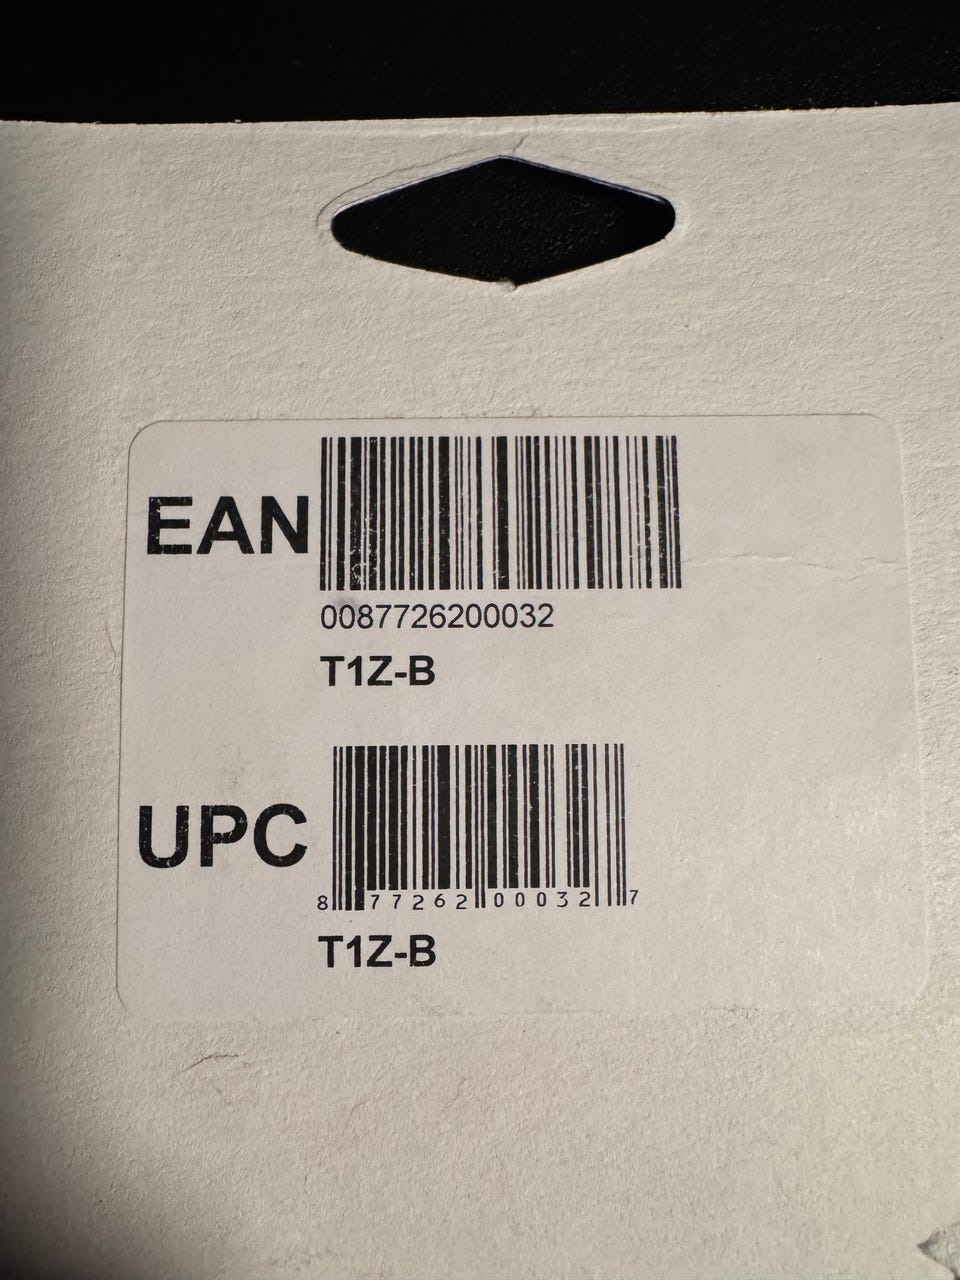 EAN
0087726200032
T1Z-B
UPC
8 77262 00032 7
T1Z-B